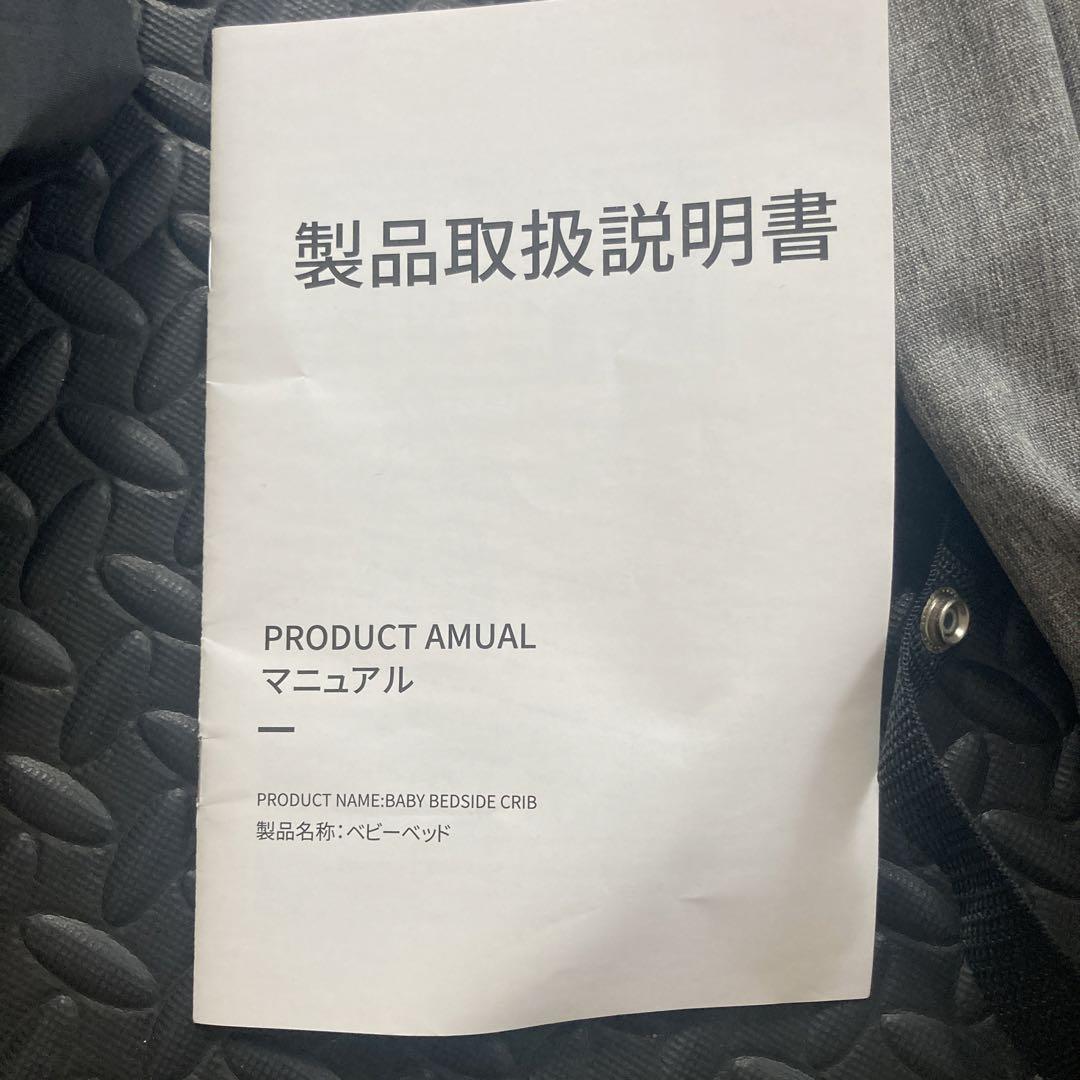 製品取扱説明書
PRODUCT AMUAL
マニュアル
PRODUCT NAME:BABY BEDSIDE CRIB
製品名称：ベビーベッド